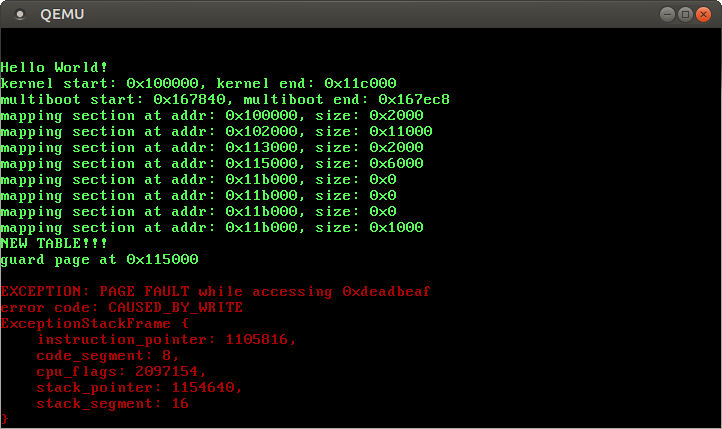 QEMU
Hello World!
kernel start: 0x100000, kernel end: 0x11c000
multiboot start: 0x167840, multiboot end: 0x167ec8
mapping section at addr: 0x100000, size: 0x2000
mapping section at addr: 0x102000, size: 0x11000
mapping section at addr: 0x113000, size: 0x2000
mapping section at addr: 0x115000, size: 0x6000
mapping section at addr: 0x11b000, size: 0x0
mapping section at addr: 0x11b000, size: 0x0
mapping section at addr: 0x11b000, size: 0x0
mapping section at addr: 0x11b000, size: 0x1000
NEW TABLE!!!
guard page at 0x115000
EXCEPTION: PAGE FAULT while accessing 0xdeadbeaf
error code: CAUSED_BY_WRITE
ExceptionStackFrame {
    instruction_pointer: 1105816,
    code_segment: 8,
    cpu_flags: 2097154,
    stack_pointer: 1154640,
    stack_segment: 16
}